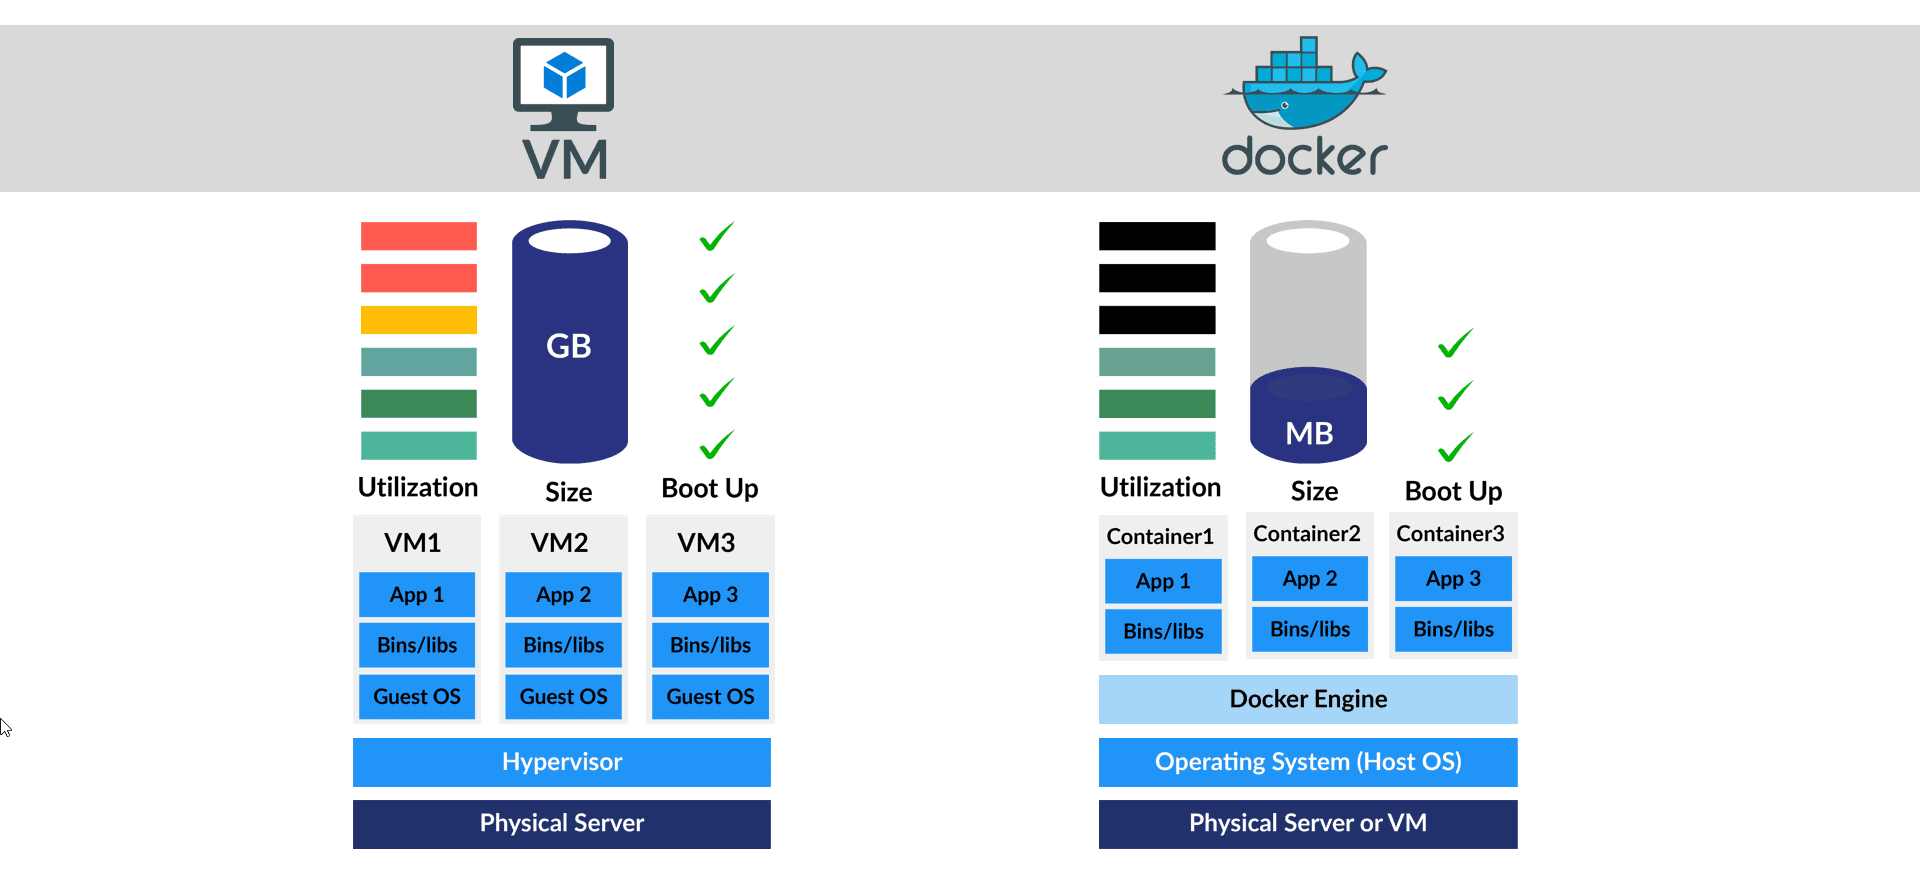 VM
docker
GB
Utilization
Size
Boot Up
VM1
VM2
VM3
App 1
App 2
App 3
Bins/libs
Bins/libs
Bins/libs
Guest OS
Guest OS
Guest OS
Hypervisor
Physical Server
MB
Utilization
Size
Boot Up
Container1
Container2
Container3
App 1
App 2
App 3
Bins/libs
Bins/libs
Bins/libs
Docker Engine
Operating System (Host OS)
Physical Server or VM